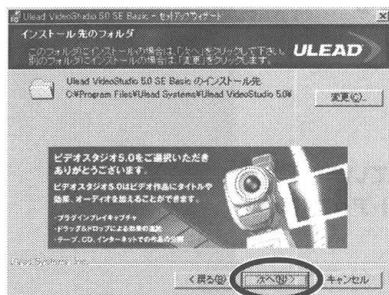 Ulead VideoStudio 5.0 SE Basic - セットアップウィザード
インストール先のフォルダ
このフォルダにインストールの場合は、「次へ」をクリックして下さい。
別のフォルダにインストールの場合は、「変更」をクリックします。
ULEAD
Ulead VideoStudio 5.0 SE Basic のインストール先
C:¥Program Files¥Ulead Systems¥Ulead VideoStudio 5.0¥
変更(C)...
ビデオスタジオ5.0をご選択いただき
ありがとうございます。
ビデオスタジオ5.0はビデオ作品にタイトルや
効果、オーディオを加えることができます。
・プラグインプレイキャプチャ
・ドラッグ&ドロップによる効果の追加
・テープ、CD、インターネットでの作品の公開
Ulead Systems, Inc.
< 戻る(B)
次へ(N) >
キャンセル